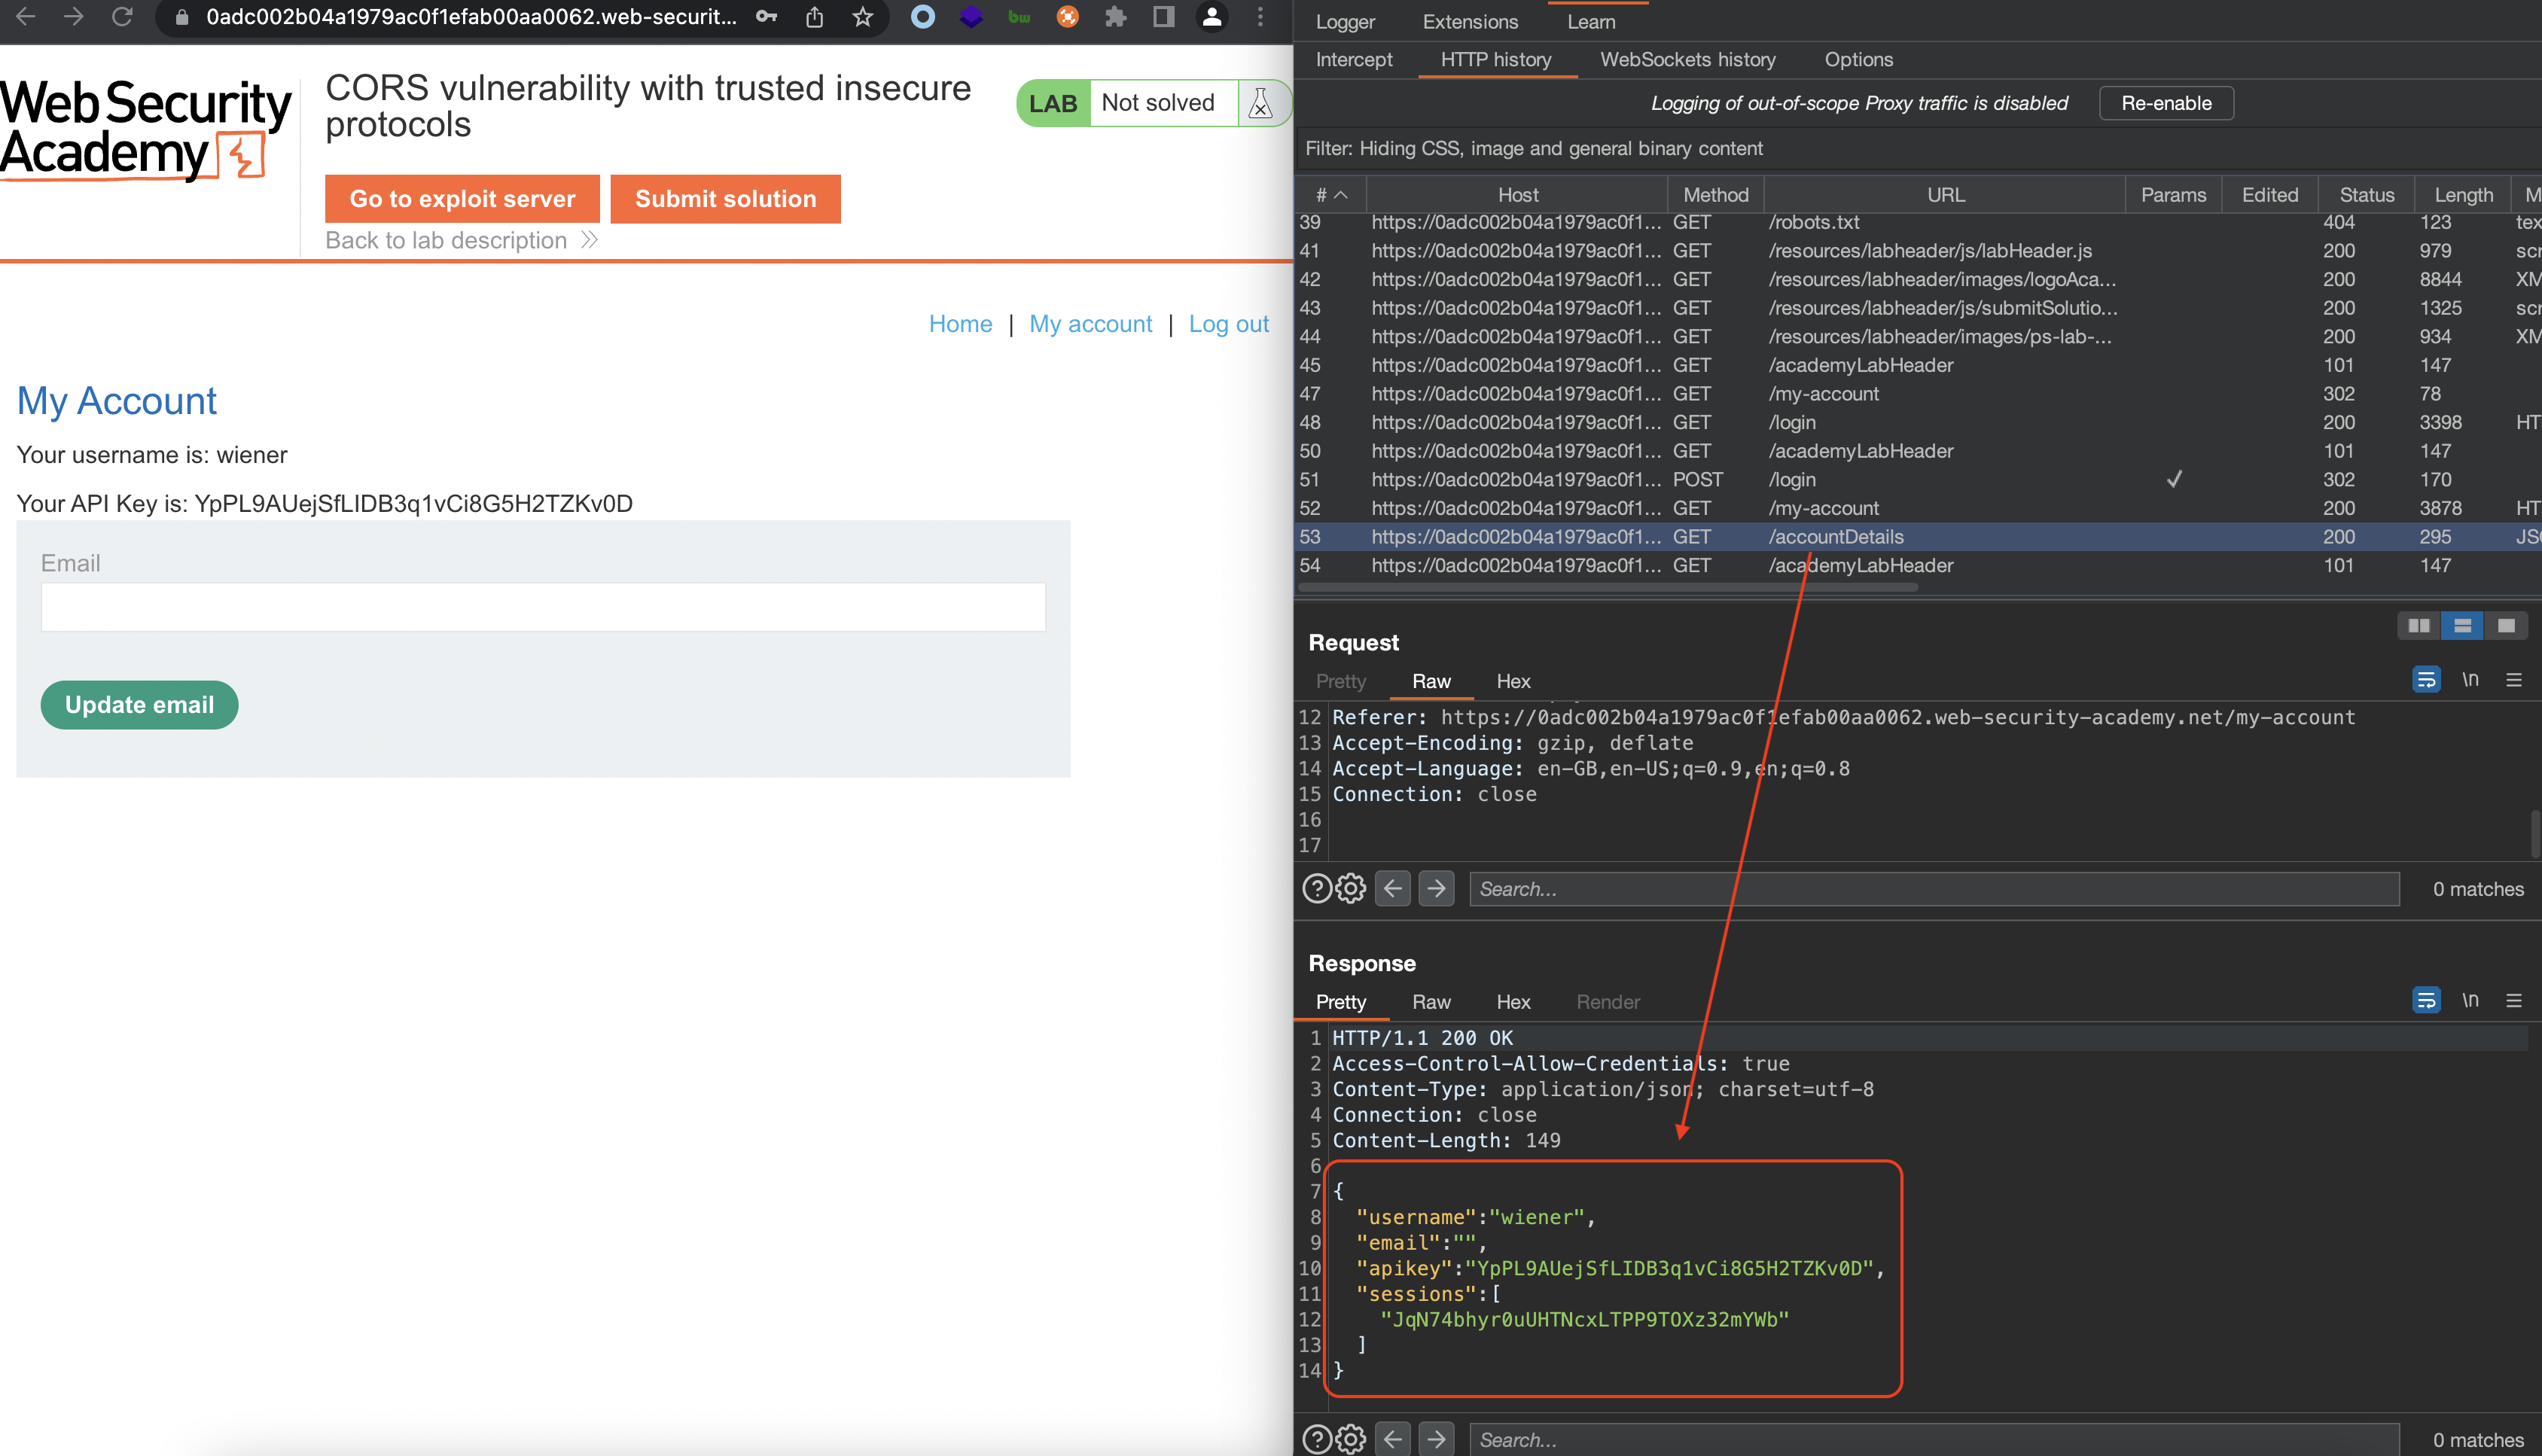 0adc002b04a1979ac0f1efab00aa0062.web-securit...
bw
WebSecurity
Academy
CORS vulnerability with trusted insecure
protocols
LAB Not solved
Go to exploit server
Submit solution
Back to lab description
Home | My account | Log out
My Account
Your username is: wiener
Your API Key is: YpPL9AUejSfLIDB3q1vCi8G5H2TZKv0D
Email
Update email
Logger Extensions Learn
Intercept HTTP history WebSockets history Options
Logging of out-of-scope Proxy traffic is disabled Re-enable
Filter: Hiding CSS, image and general binary content
# Host Method URL Params Edited Status Length M
39 https://0adc002b04a1979ac0f1... GET /robots.txt 404 123 tex
41 https://0adc002b04a1979ac0f1... GET /resources/labheader/js/labHeader.js 200 979 scr
42 https://0adc002b04a1979ac0f1... GET /resources/labheader/images/logoAca... 200 8844 XM
43 https://0adc002b04a1979ac0f1... GET /resources/labheader/js/submitSolutio... 200 1325 scr
44 https://0adc002b04a1979ac0f1... GET /resources/labheader/images/ps-lab-... 200 934 XM
45 https://0adc002b04a1979ac0f1... GET /academyLabHeader 101 147
47 https://0adc002b04a1979ac0f1... GET /my-account 302 78
48 https://0adc002b04a1979ac0f1... GET /login 200 3398 HT
50 https://0adc002b04a1979ac0f1... GET /academyLabHeader 101 147
51 https://0adc002b04a1979ac0f1... POST /login ✓ 302 170
52 https://0adc002b04a1979ac0f1... GET /my-account 200 3878 HT
53 https://0adc002b04a1979ac0f1... GET /accountDetails 200 295 JS
54 https://0adc002b04a1979ac0f1... GET /academyLabHeader 101 147
Request
Pretty Raw Hex
\n
12 Referer: https://0adc002b04a1979ac0f1efab00aa0062.web-security-academy.net/my-account
13 Accept-Encoding: gzip, deflate
14 Accept-Language: en-GB,en-US;q=0.9,en;q=0.8
15 Connection: close
16
17
Search... 0 matches
Response
Pretty Raw Hex Render
\n
1 HTTP/1.1 200 OK
2 Access-Control-Allow-Credentials: true
3 Content-Type: application/json; charset=utf-8
4 Connection: close
5 Content-Length: 149
6
7 {
8 "username":"wiener",
9 "email":"",
10 "apikey":"YpPL9AUejSfLIDB3q1vCi8G5H2TZKv0D",
11 "sessions":[
12 "JqN74bhyr0uUHTNcxLTPP9TOXz32mYWb"
13 ]
14 }
Search... 0 matches